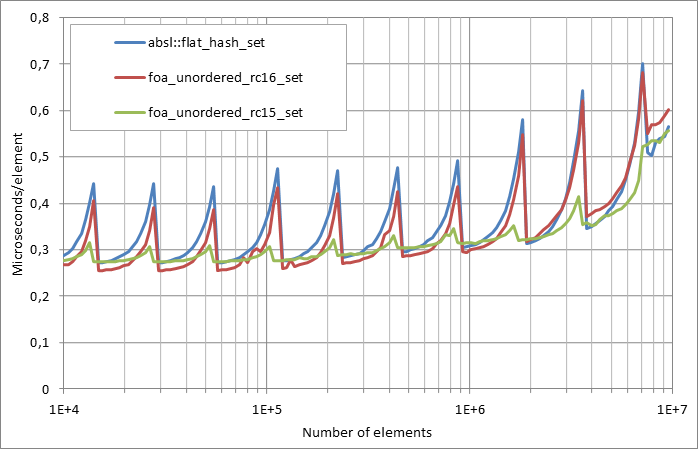 0,8
0,7
0,6
0,5
0,4
0,3
0,2
0,1
0
Microseconds/element
absl::flat_hash_set
foa_unordered_rc16_set
foa_unordered_rc15_set
1E+4 1E+5 1E+6 1E+7
Number of elements